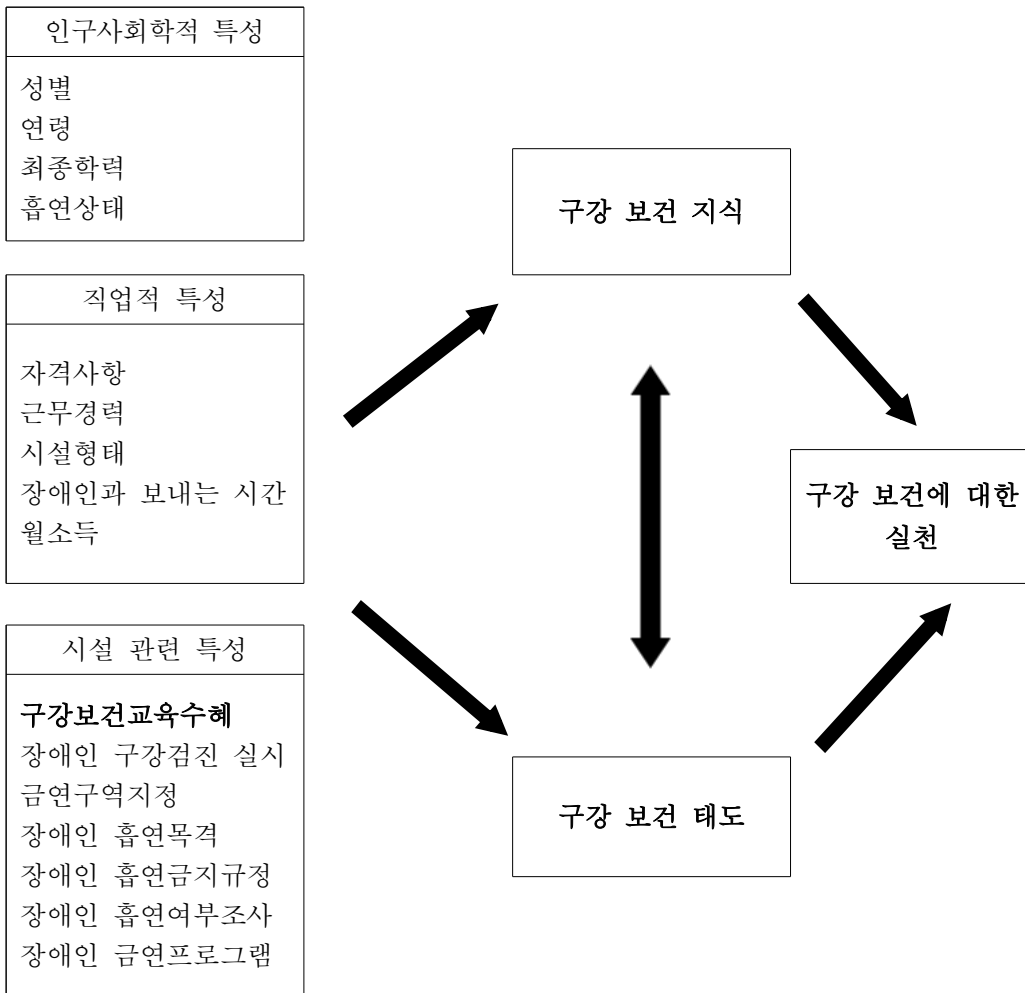 인구사회학적 특성
성별
연령
최종학력
흡연상태
직업적 특성
자격사항
근무경력
시설형태
장애인과 보내는 시간
월소득
시설 관련 특성
구강보건교육수혜
장애인 구강검진 실시
금연구역지정
장애인 흡연목격
장애인 흡연금지규정
장애인 흡연여부조사
장애인 금연프로그램
구강 보건 지식
구강 보건 태도
구강 보건에 대한
실천